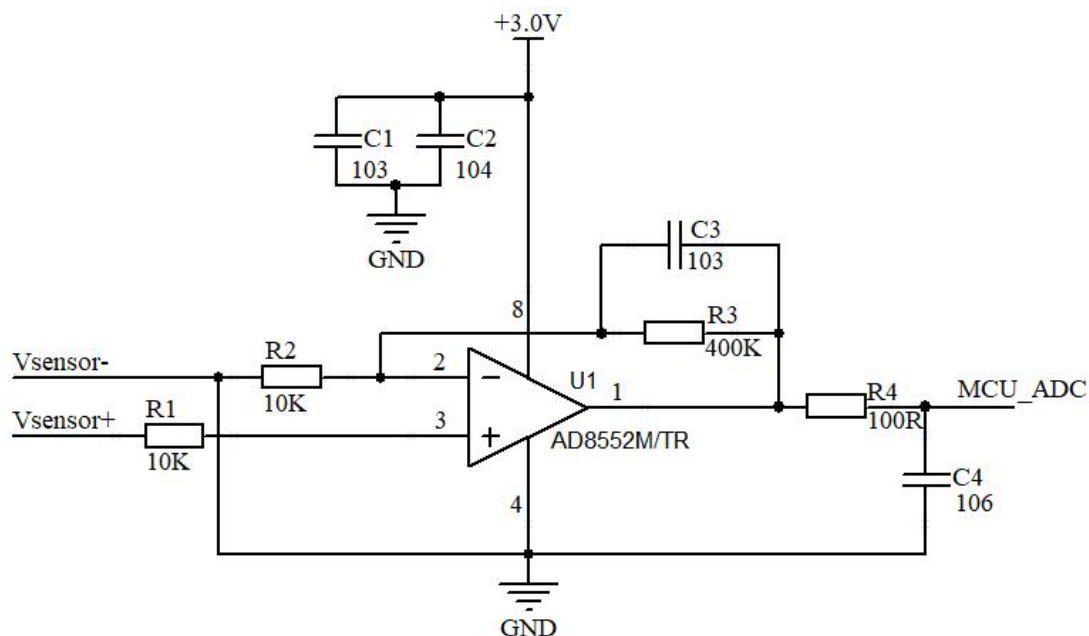 +3.0V
C1
103
C2
104
GND
C3
103
8
R3
400K
Vsensor-
R2
10K
2
U1
1
R4
100R
MCU_ADC
Vsensor+
R1
10K
3
AD8552M/TR
C4
106
4
GND